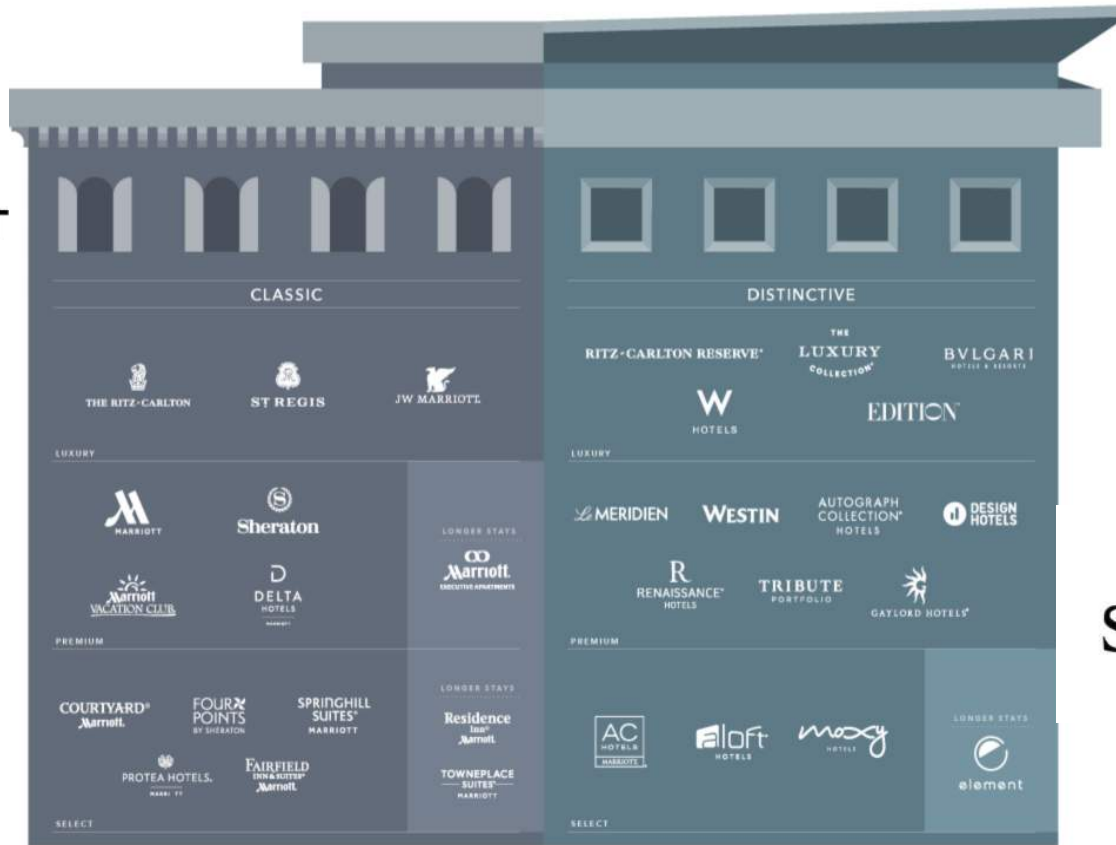 CLASSIC
THE RITZ-CARLTON
ST REGIS
JW MARRIOTT
LUXURY
MARRIOTT
Sheraton
Marriott
VACATION CLUB
DELTA
HOTELS
MARRIOTT
LONGER STAYS
Marriott
EXECUTIVE APARTMENTS
PREMIUM
COURTYARD®
Marriott
FOUR
POINTS
BY SHERATON
SPRINGHILL
SUITES®
MARRIOTT
PROTEA HOTELS
FAIRFIELD
INN & SUITES®
Marriott
LONGER STAYS
Residence
Inn®
Marriott
TOWNEPLACE
SUITES®
MARRIOTT
SELECT
DISTINCTIVE
RITZ-CARLTON RESERVE®
THE
LUXURY
COLLECTION®
BVLGARI
HOTELS & RESORTS
W
HOTELS
EDITION
LUXURY
Le MERIDIEN
WESTIN
AUTOGRAPH
COLLECTION®
HOTELS
DESIGN
HOTELS
R
RENAISSANCE®
HOTELS
TRIBUTE
PORTFOLIO
GAYLORD HOTELS®
PREMIUM
AC
HOTELS
MARRIOTT
aloft
HOTELS
moxy
HOTELS
LONGER STAYS
element
SELECT
S